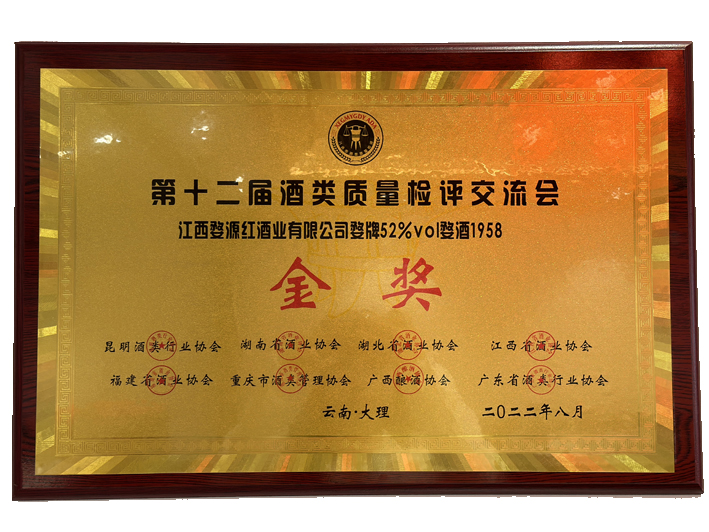 第十二届酒类质量检评交流会
江西婺源红酒业有限公司婺牌52%vol婺酒1958
金奖
昆明酒类行业协会 湖南省酒业协会 湖北省酒业协会 江西省酒业协会
福建省酒业协会 重庆市酒类管理协会 广西酿酒协会 广东省酒类行业协会
云南·大理 二〇二二年八月